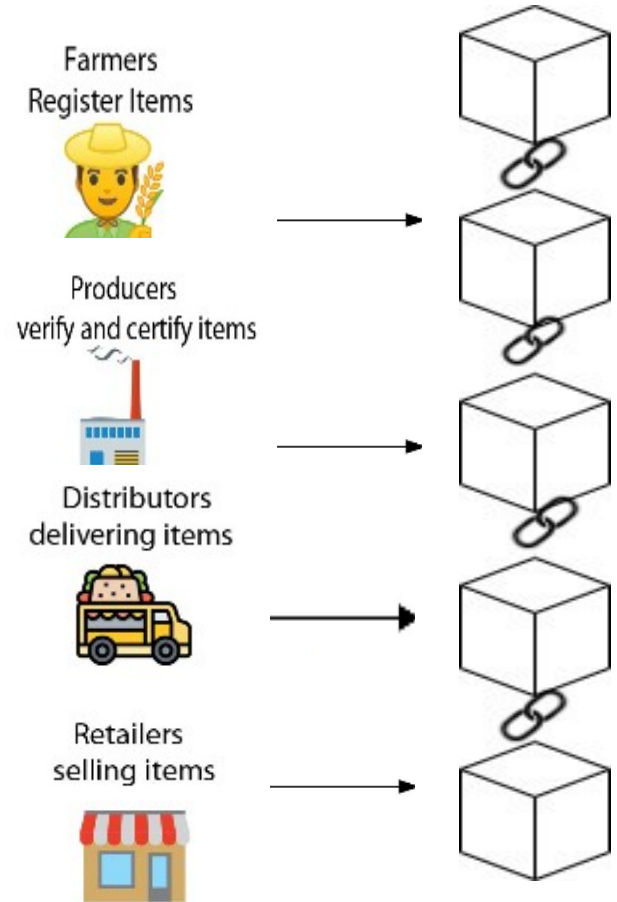 Farmers
Register Items
Producers
verify and certify items
Distributors
delivering items
Retailers
selling items